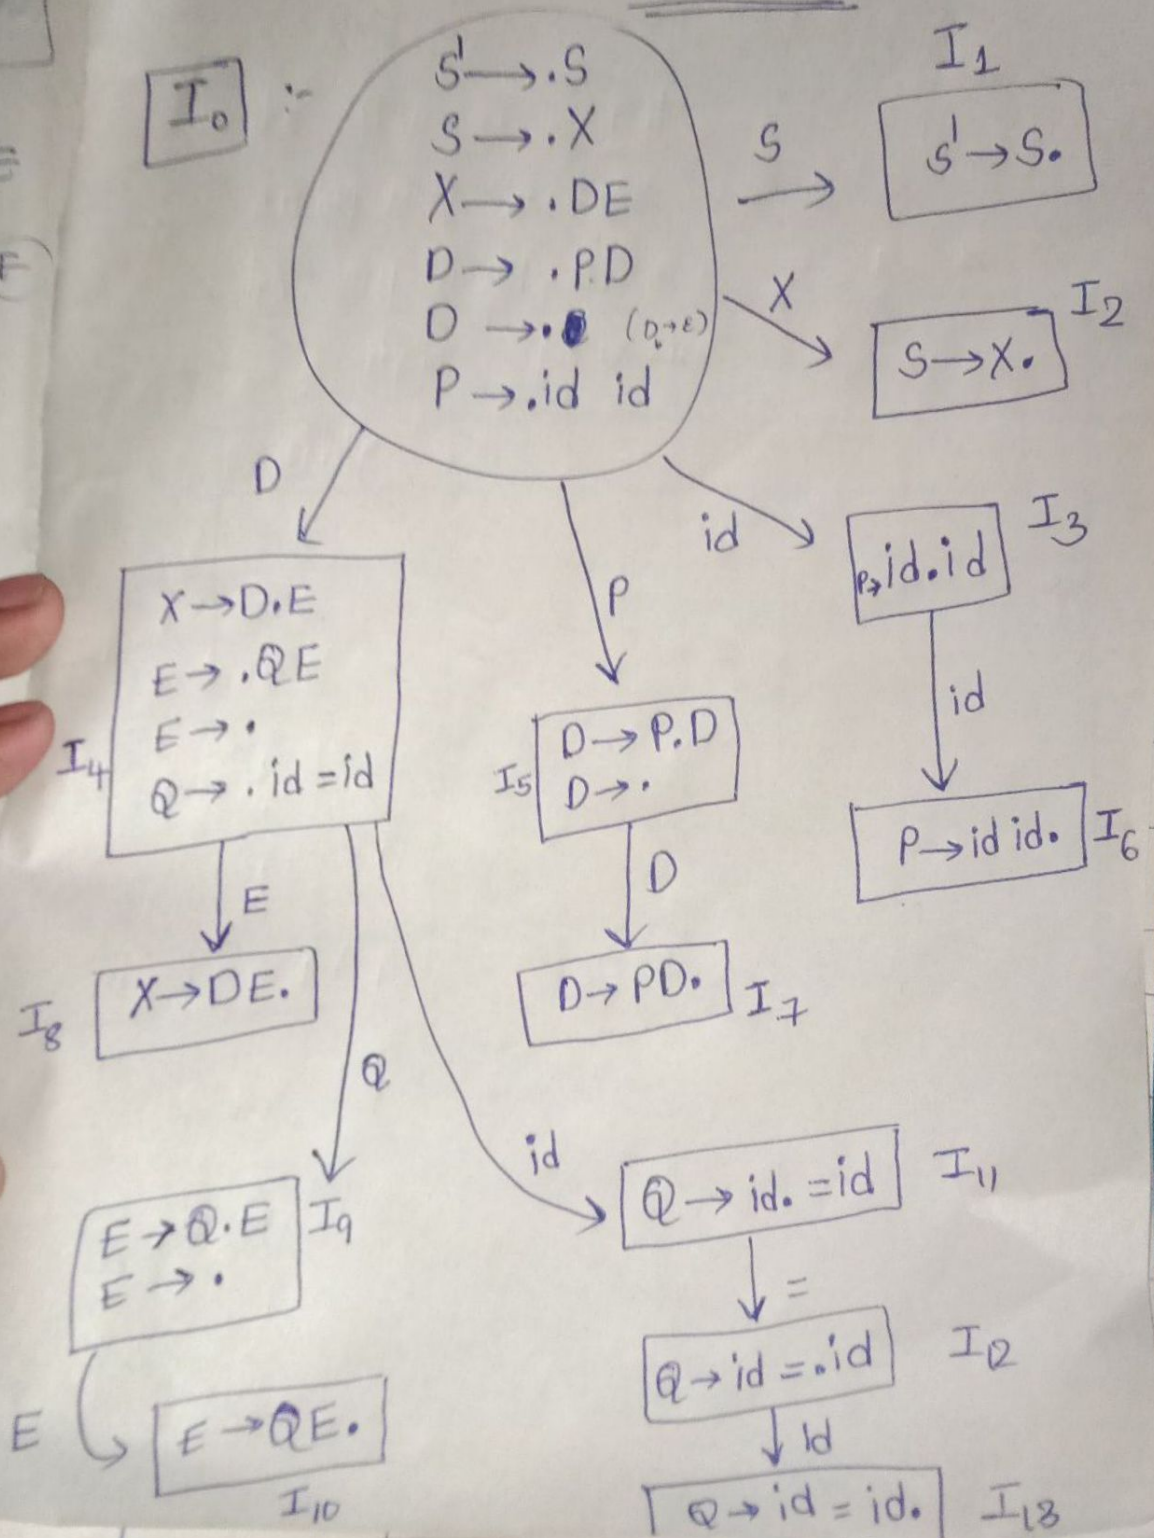 I₀ :-
S' → .S
S → .X
X → .DE
D → .PD
D → . (D→ε)
P → .id id
S
I₁
S' → S.
X
I₂
S → X.
D
P
id
I₃
P→id.id
id
I₆
P → id id.
I₄
X → D.E
E → .QE
E → .
Q → .id = id
I₅
D → P.D
D → .
D
D → PD.
I₇
E
I₈
X → DE.
Q
I₉
E → Q.E
E → .
E
E → QE.
I₁₀
id
Q → id. = id
I₁₁
=
Q → id = .id
I₁₂
id
Q → id = id.
I₁₃